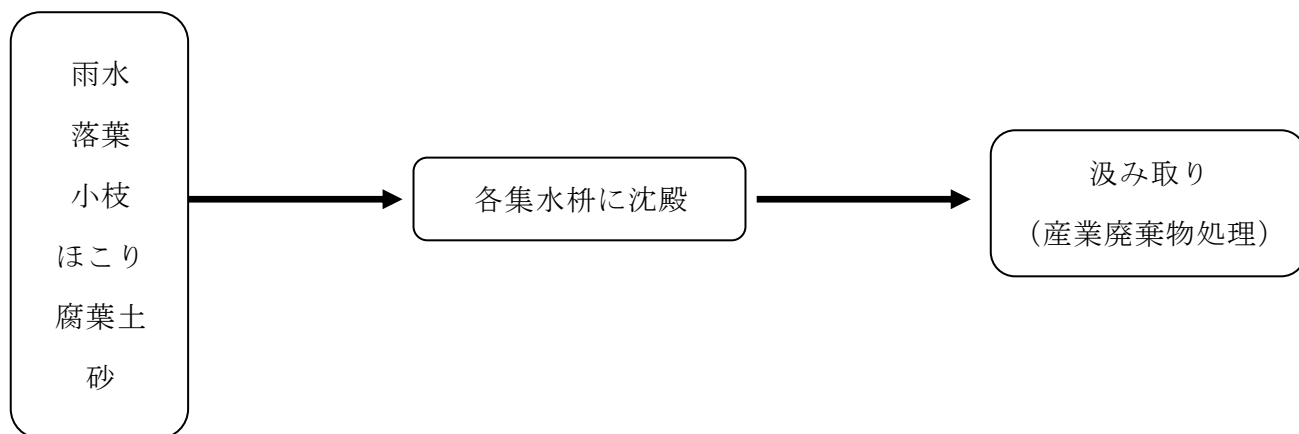 雨水
落葉
小枝
ほこり
腐葉土
砂
各集水枡に沈殿
汲み取り
（産業廃棄物処理）